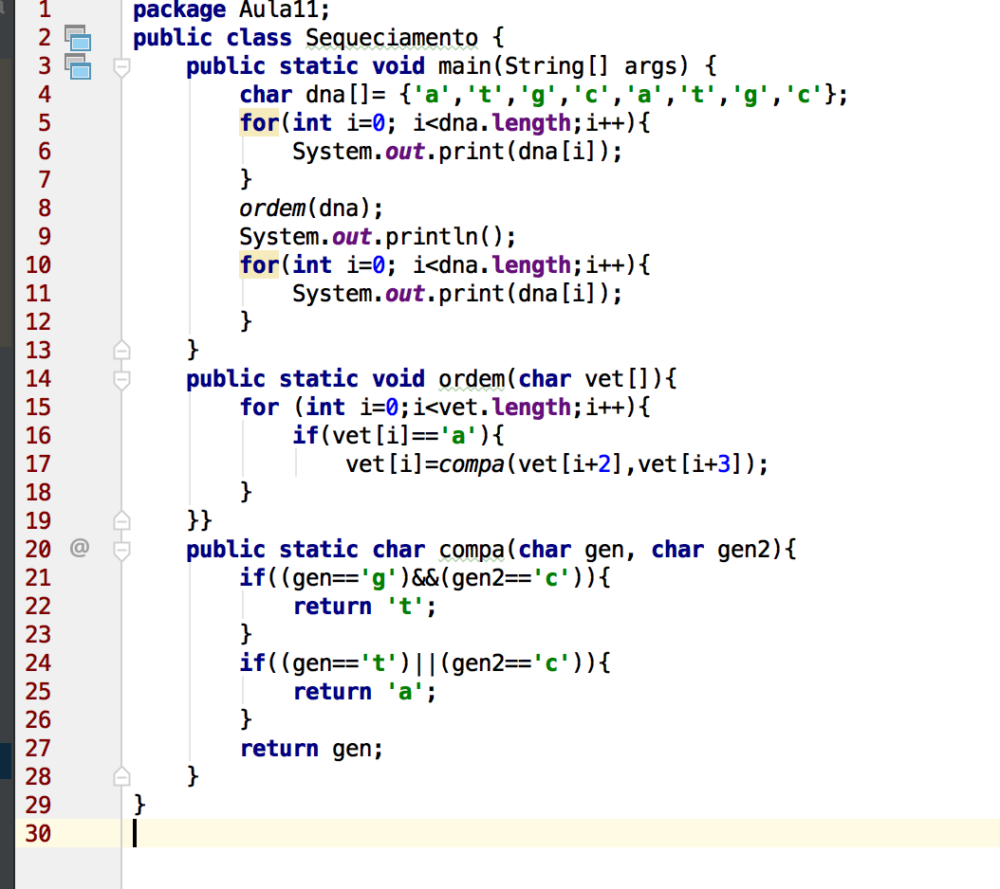 1 package Aula11;
2 public class Sequeciamento {
3     public static void main(String[] args) {
4         char dna[]= {'a','t','g','c','a','t','g','c'};
5         for(int i=0; i<dna.length;i++){
6             System.out.print(dna[i]);
7         }
8         ordem(dna);
9         System.out.println();
10         for(int i=0; i<dna.length;i++){
11             System.out.print(dna[i]);
12         }
13     }
14     public static void ordem(char vet[]){
15         for (int i=0;i<vet.length;i++){
16             if(vet[i]=='a'){
17                 vet[i]=compa(vet[i+2],vet[i+3]);
18         }
19     }}
20 @     public static char compa(char gen, char gen2){
21         if((gen=='g')&&(gen2=='c')){
22             return 't';
23         }
24         if((gen=='t')||(gen2=='c')){
25             return 'a';
26         }
27         return gen;
28     }
29 }
30